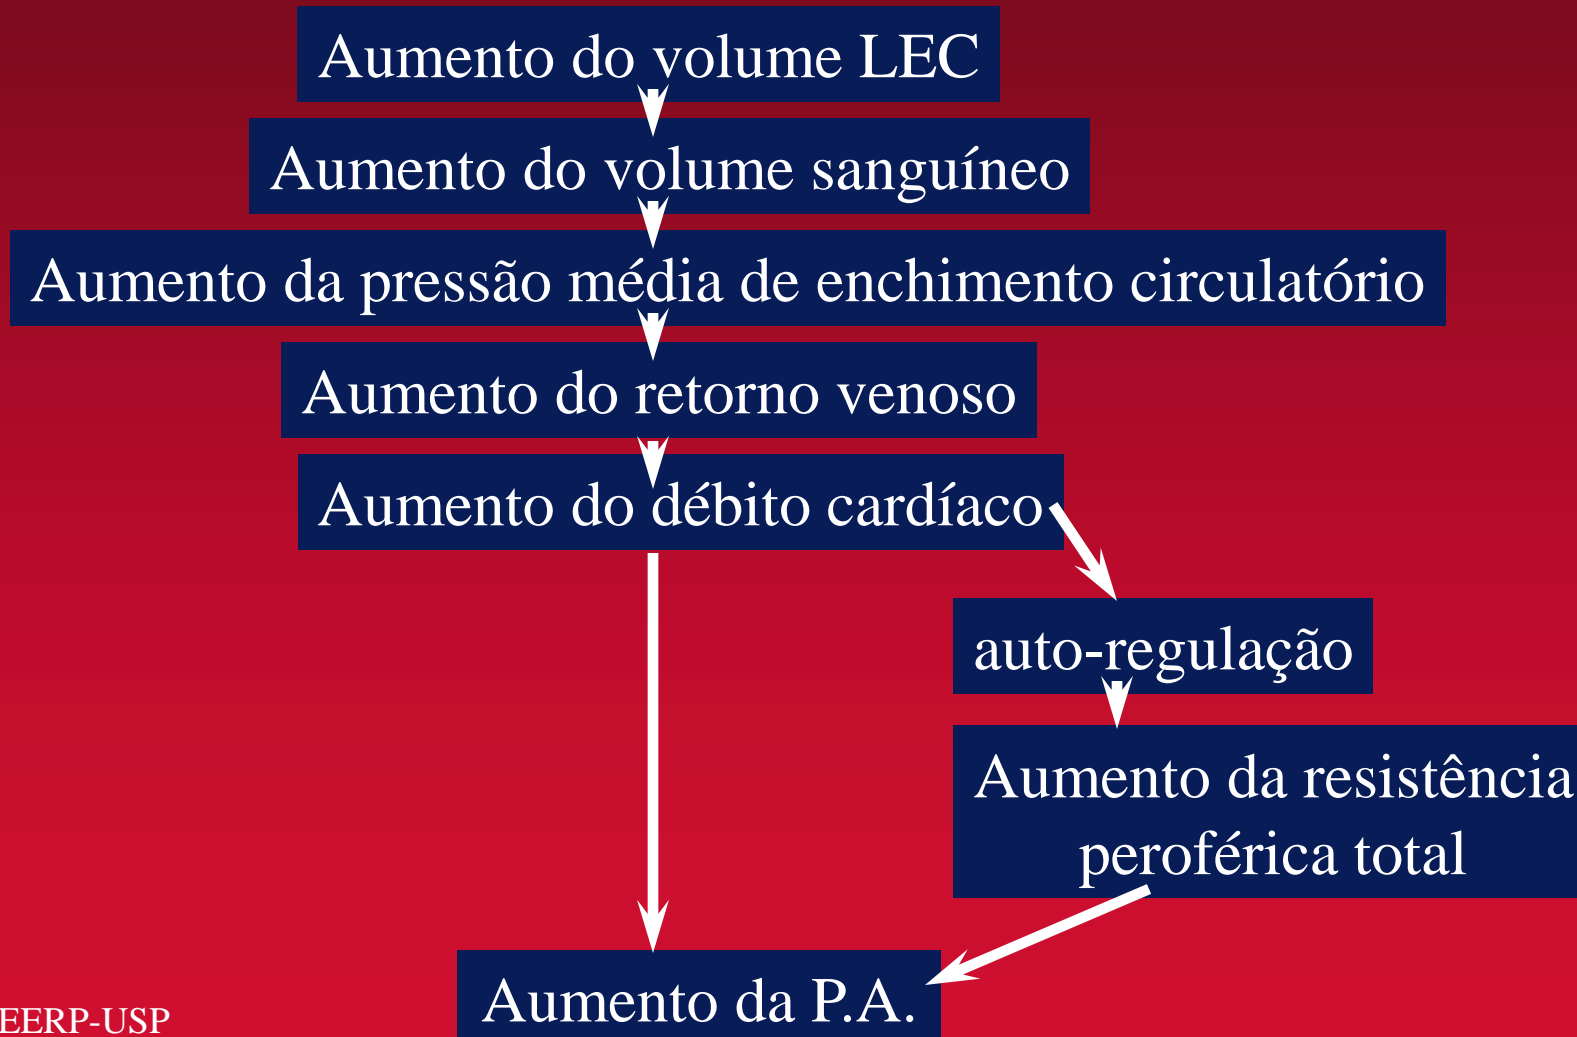 Aumento do volume LEC
Aumento do volume sanguíneo
Aumento da pressão média de enchimento circulatório
Aumento do retorno venoso
Aumento do débito cardíaco
auto-regulação
Aumento da resistência
peroférica total
Aumento da P.A.
EERP-USP